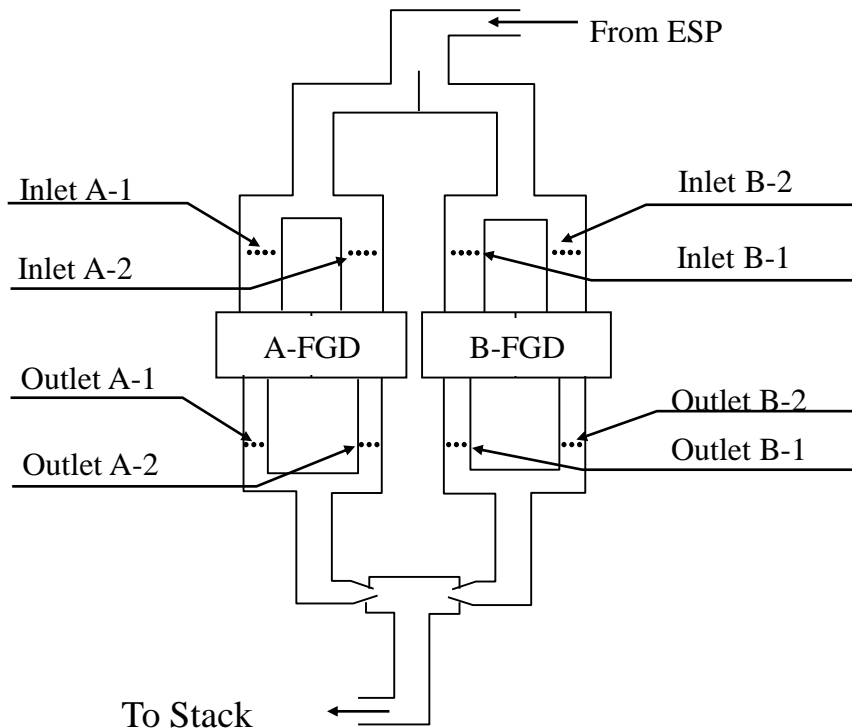 From ESP
Inlet A-1
Inlet B-2
Inlet A-2
Inlet B-1
A-FGD
B-FGD
Outlet A-1
Outlet B-2
Outlet A-2
Outlet B-1
To Stack